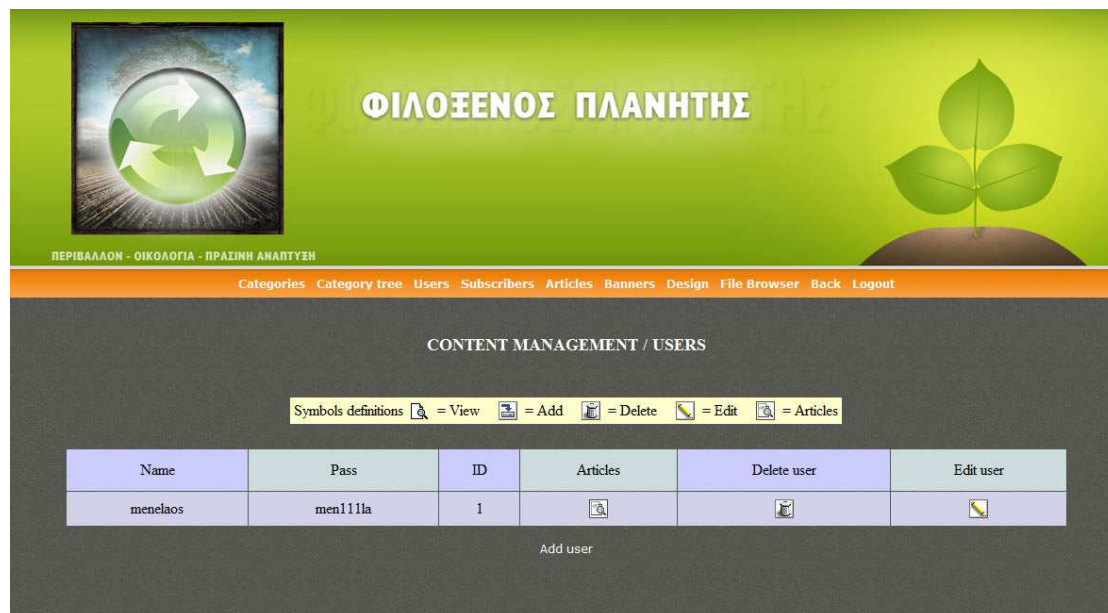 ΦΙΛΟΞΕΝΟΣ ΠΛΑΝΗΤΗΣ
ΠΕΡΙΒΑΛΛΟΝ - ΟΙΚΟΛΟΓΙΑ - ΠΡΑΣΙΝΗ ΑΝΑΠΤΥΞΗ
Categories Category tree Users Subscribers Articles Banners Design File Browser Back Logout
CONTENT MANAGEMENT / USERS
Symbols definitions = View = Add = Delete = Edit = Articles
Name Pass ID Articles Delete user Edit user
menelaos men111la 1
Add user